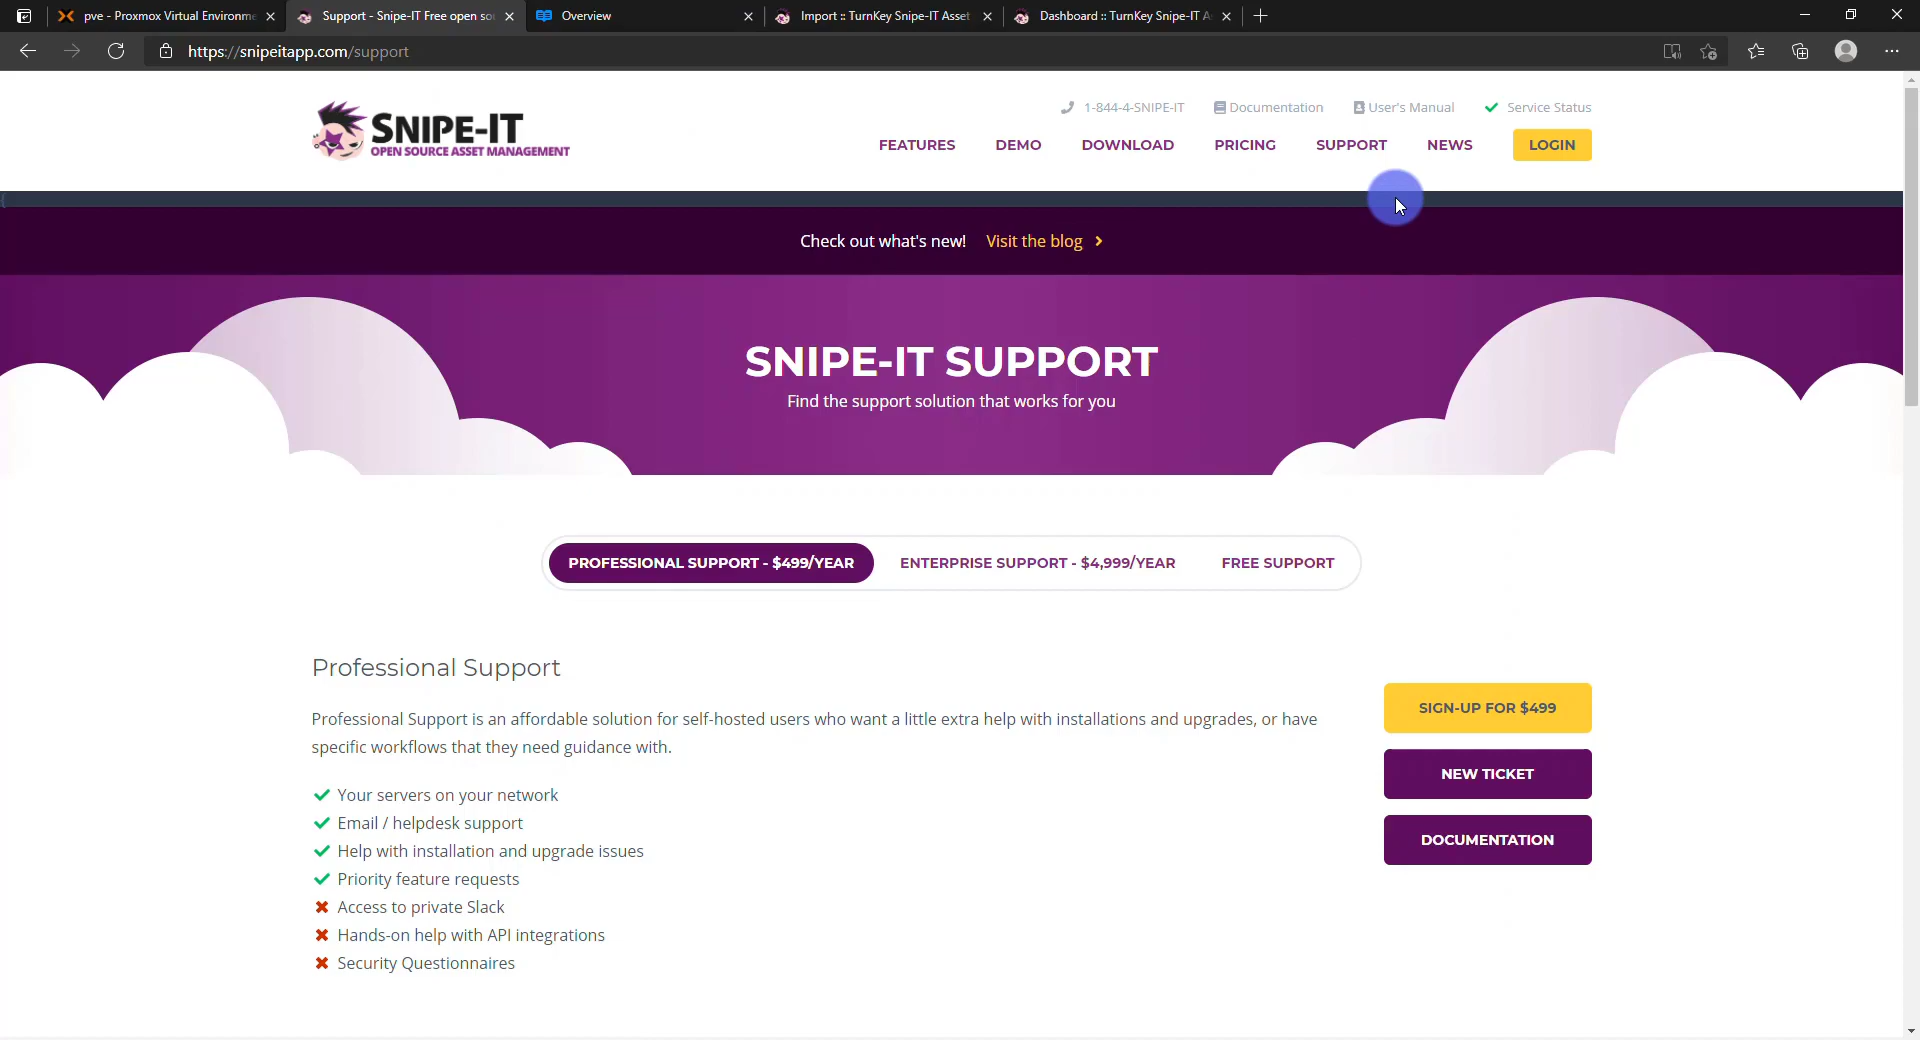 pve - Proxmox Virtual Environme
Support - Snipe-IT Free open so
Overview
Import :: TurnKey Snipe-IT Asset
Dashboard :: TurnKey Snipe-IT A
https://snipeitapp.com/support
SNIPE-IT
OPEN SOURCE ASSET MANAGEMENT
1-844-4-SNIPE-IT
Documentation
User's Manual
Service Status
FEATURES
DEMO
DOWNLOAD
PRICING
SUPPORT
NEWS
LOGIN
{
Check out what's new! Visit the blog
SNIPE-IT SUPPORT
Find the support solution that works for you
PROFESSIONAL SUPPORT - $499/YEAR
ENTERPRISE SUPPORT - $4,999/YEAR
FREE SUPPORT
Professional Support
Professional Support is an affordable solution for self-hosted users who want a little extra help with installations and upgrades, or have
specific workflows that they need guidance with.
Your servers on your network
Email / helpdesk support
Help with installation and upgrade issues
Priority feature requests
Access to private Slack
Hands-on help with API integrations
Security Questionnaires
SIGN-UP FOR $499
NEW TICKET
DOCUMENTATION